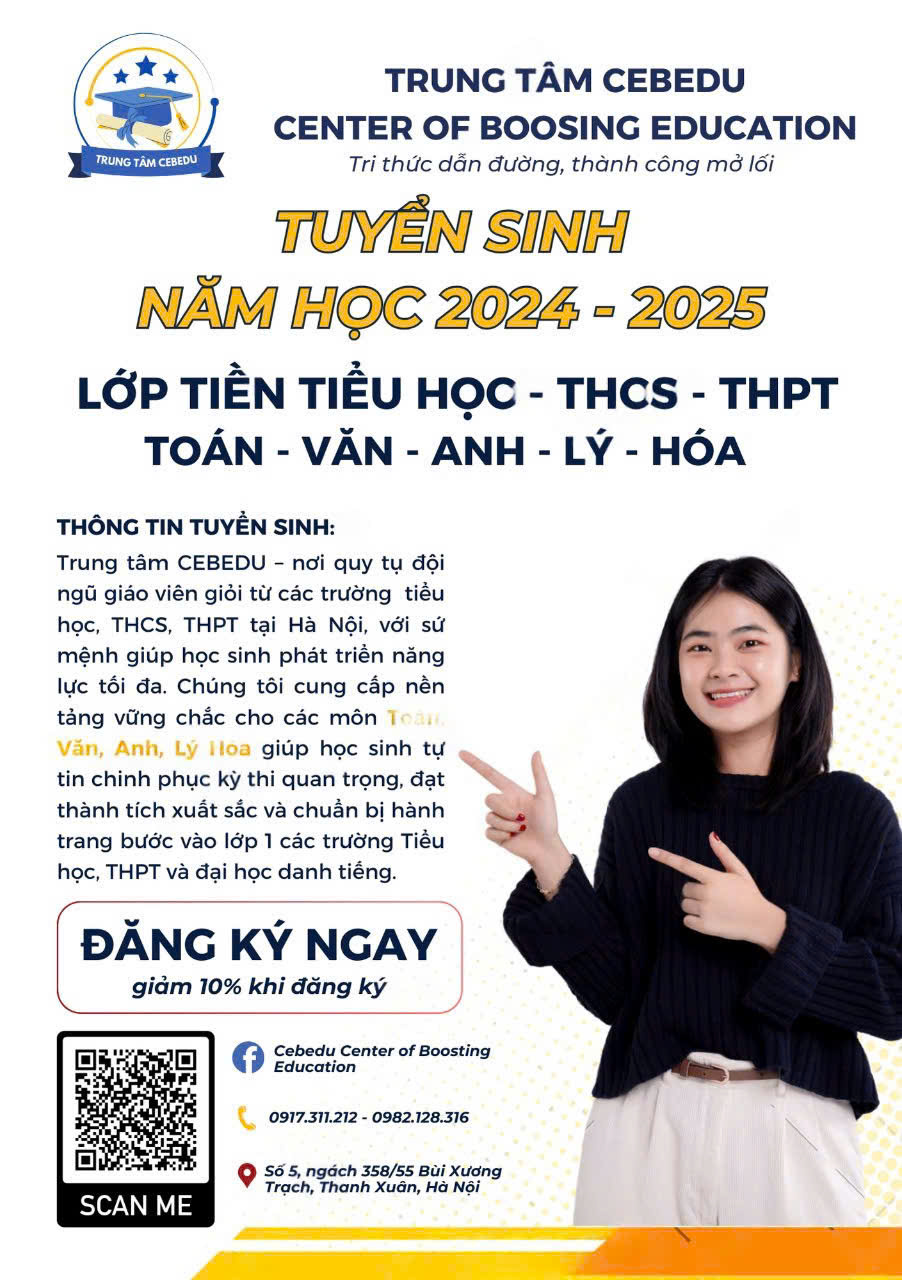 TRUNG TÂM CEBEDU
TRUNG TÂM CEBEDU
CENTER OF BOOSING EDUCATION
Tri thức dẫn đường, thành công mở lối
TUYỂN SINH
NĂM HỌC 2024 - 2025
LỚP TIỀN TIỂU HỌC - THCS - THPT
TOÁN - VĂN - ANH - LÝ - HÓA
THÔNG TIN TUYỂN SINH:
Trung tâm CEBEDU – nơi quy tụ đội
ngũ giáo viên giỏi từ các trường tiểu
học, THCS, THPT tại Hà Nội, với sứ
mệnh giúp học sinh phát triển năng
lực tối đa. Chúng tôi cung cấp nền
tảng vững chắc cho các môn Toán,
Văn, Anh, Lý Hóa giúp học sinh tự
tin chinh phục kỳ thi quan trọng, đạt
thành tích xuất sắc và chuẩn bị hành
trang bước vào lớp 1 các trường Tiểu
học, THPT và đại học danh tiếng.
ĐĂNG KÝ NGAY
giảm 10% khi đăng ký
SCAN ME
Cebedu Center of Boosting
Education
0917.311.212 - 0982.128.316
Số 5, ngách 358/55 Bùi Xương
Trạch, Thanh Xuân, Hà Nội